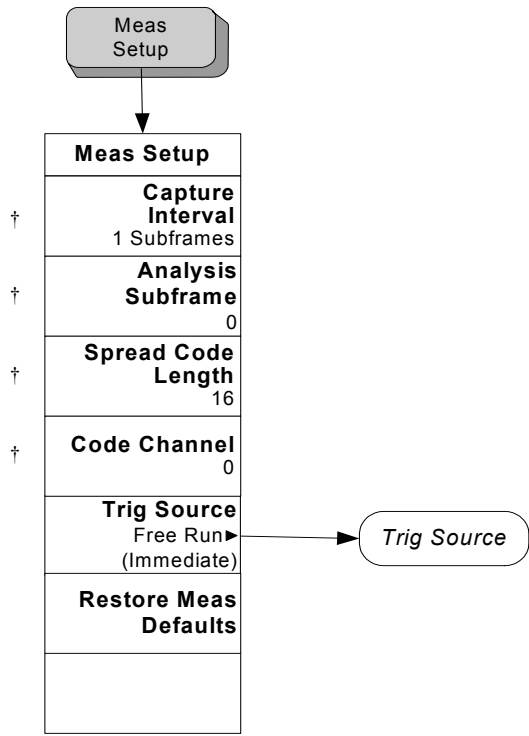 Meas
Setup
Meas Setup
† Capture
Interval
1 Subframes
† Analysis
Subframe
0
† Spread Code
Length
16
† Code Channel
0
Trig Source
Free Run►
(Immediate)
Trig Source
Restore Meas
Defaults